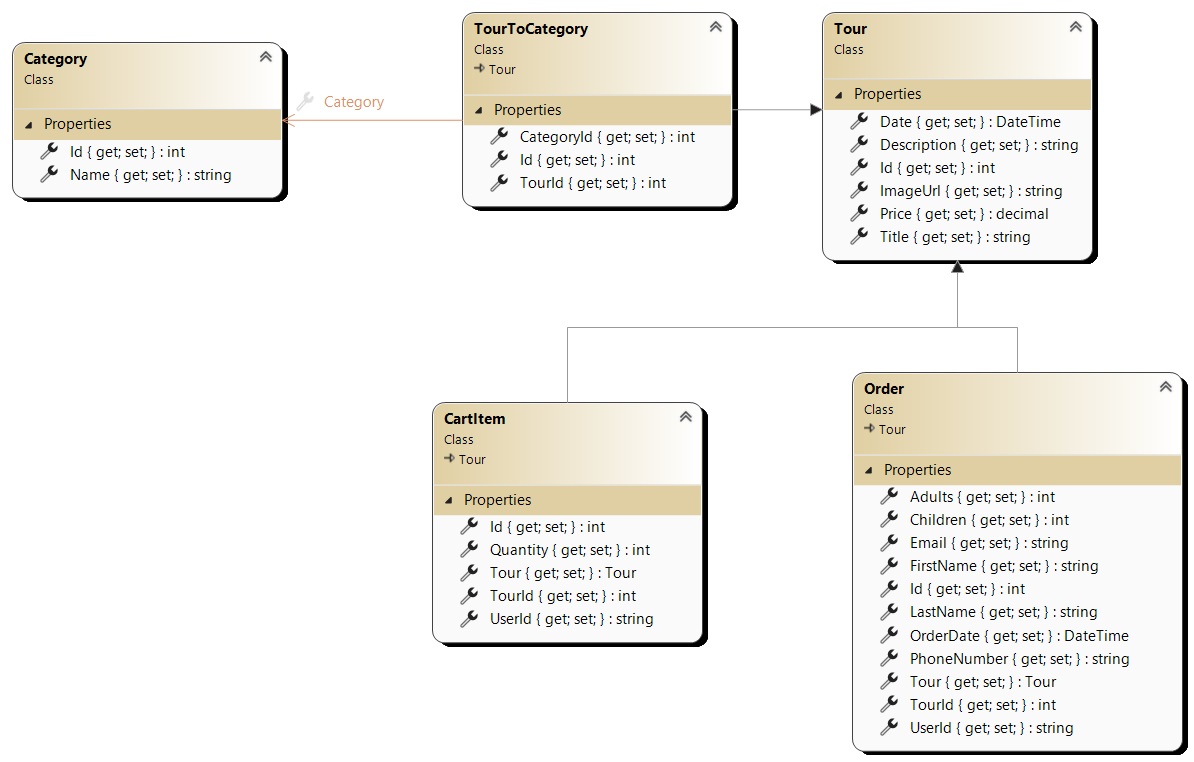 Category
Class
Properties
Id { get; set; } : int
Name { get; set; } : string
Category
TourToCategory
Class
Tour
Properties
CategoryId { get; set; } : int
Id { get; set; } : int
TourId { get; set; } : int
Tour
Class
Properties
Date { get; set; } : DateTime
Description { get; set; } : string
Id { get; set; } : int
ImageUrl { get; set; } : string
Price { get; set; } : decimal
Title { get; set; } : string
CartItem
Class
Tour
Properties
Id { get; set; } : int
Quantity { get; set; } : int
Tour { get; set; } : Tour
TourId { get; set; } : int
UserId { get; set; } : string
Order
Class
Tour
Properties
Adults { get; set; } : int
Children { get; set; } : int
Email { get; set; } : string
FirstName { get; set; } : string
Id { get; set; } : int
LastName { get; set; } : string
OrderDate { get; set; } : DateTime
PhoneNumber { get; set; } : string
Tour { get; set; } : Tour
TourId { get; set; } : int
UserId { get; set; } : string